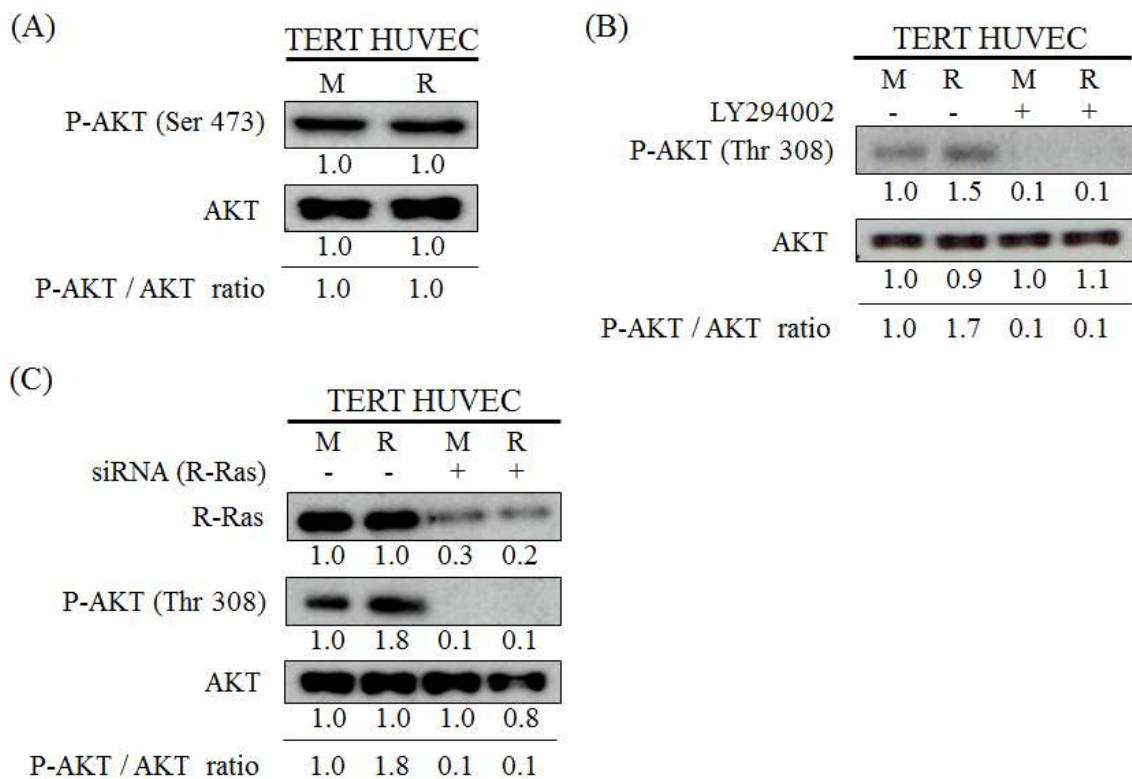 (A)
TERT HUVEC
M R
P-AKT (Ser 473)
1.0 1.0
AKT
1.0 1.0
P-AKT / AKT ratio 1.0 1.0
(B)
TERT HUVEC
M R M R
LY294002 - - + +
P-AKT (Thr 308)
1.0 1.5 0.1 0.1
AKT
1.0 0.9 1.0 1.1
P-AKT / AKT ratio 1.0 1.7 0.1 0.1
(C)
TERT HUVEC
M R M R
siRNA (R-Ras) - - + +
R-Ras
1.0 1.0 0.3 0.2
P-AKT (Thr 308)
1.0 1.8 0.1 0.1
AKT
1.0 1.0 1.0 0.8
P-AKT / AKT ratio 1.0 1.8 0.1 0.1